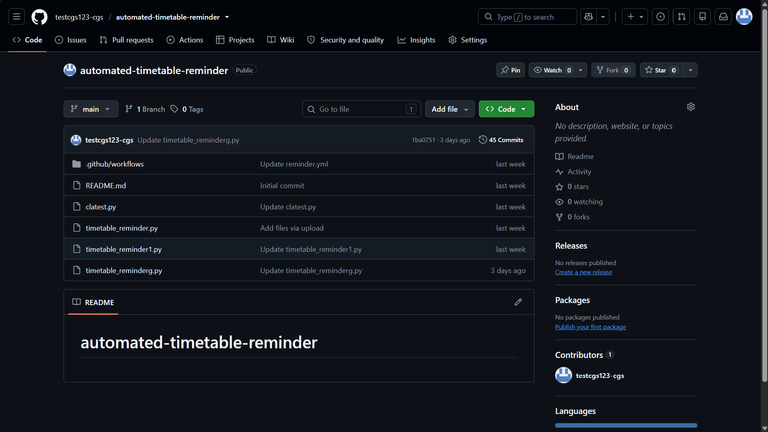 testcgs123-cgs / automated-timetable-reminder
Type / to search
Code
Issues
Pull requests
Actions
Projects
Wiki
Security and quality
Insights
Settings
automated-timetable-reminder Public
Pin
Watch 0
Fork 0
Star 0
main
1 Branch
0 Tags
Go to file T
Add file
Code
testcgs123-cgs Update timetable_reminderg.py 1ba0751 · 3 days ago 45 Commits
.github/workflows Update reminder.yml last week
README.md Initial commit last week
clatest.py Update clatest.py last week
timetable_reminder.py Add files via upload last week
timetable_reminder1.py Update timetable_reminder1.py last week
timetable_reminderg.py Update timetable_reminderg.py 3 days ago
README
automated-timetable-reminder
About
No description, website, or topics
provided.
Readme
Activity
0 stars
0 watching
0 forks
Releases
No releases published
Create a new release
Packages
No packages published
Publish your first package
Contributors 1
testcgs123-cgs
Languages